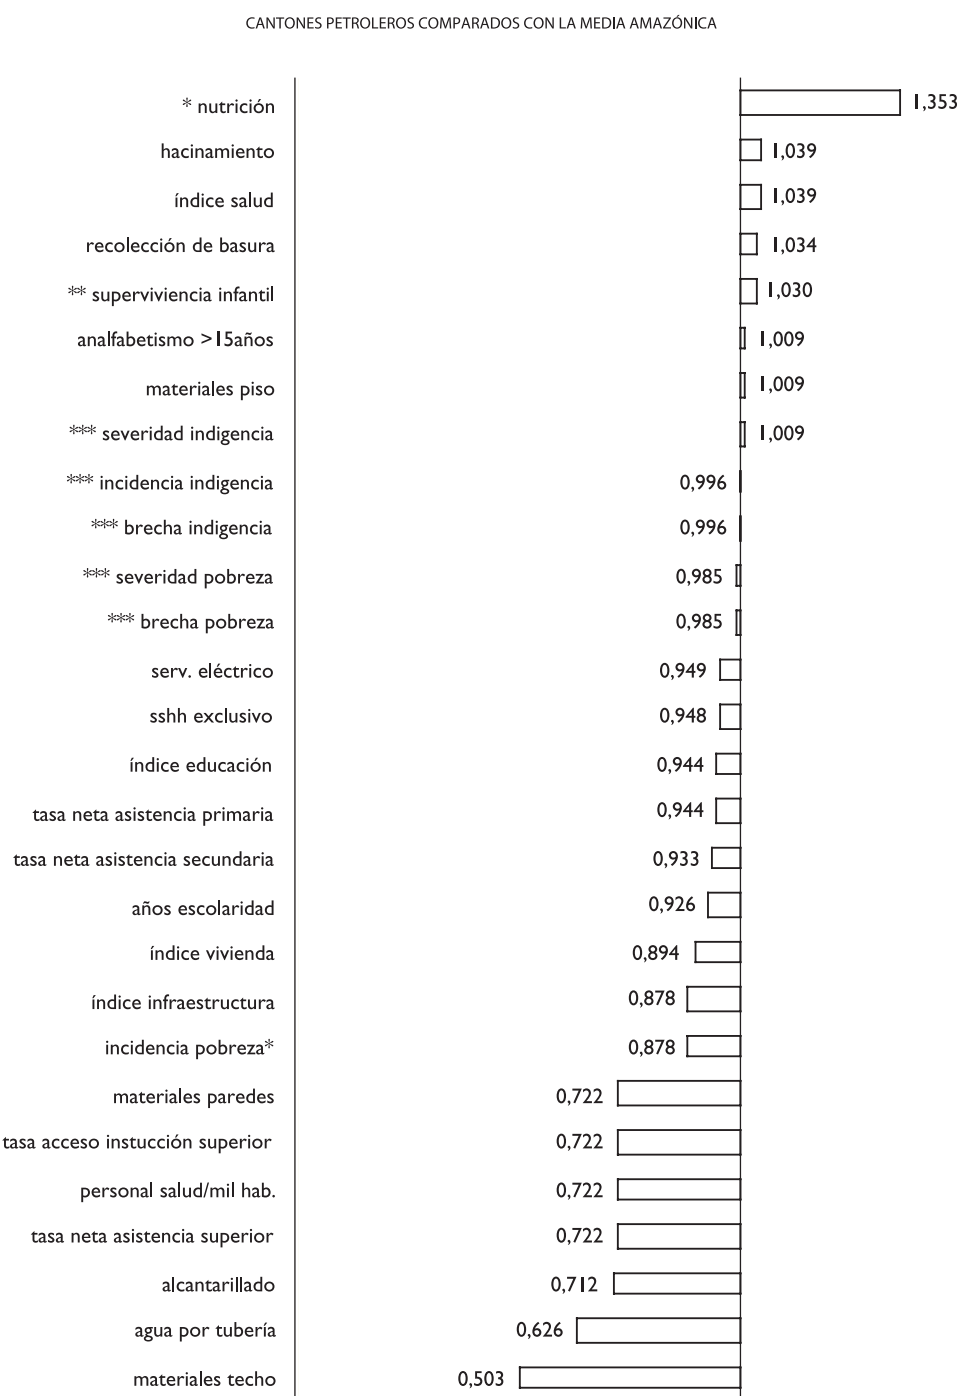 CANTONES PETROLEROS COMPARADOS CON LA MEDIA AMAZÓNICA
* nutrición 1,353
hacinamiento 1,039
índice salud 1,039
recolección de basura 1,034
** superviviencia infantil 1,030
analfabetismo >15años 1,009
materiales piso 1,009
*** severidad indigencia 1,009
*** incidencia indigencia 0,996
*** brecha indigencia 0,996
*** severidad pobreza 0,985
*** brecha pobreza 0,985
serv. eléctrico 0,949
sshh exclusivo 0,948
índice educación 0,944
tasa neta asistencia primaria 0,944
tasa neta asistencia secundaria 0,933
años escolaridad 0,926
índice vivienda 0,894
índice infraestructura 0,878
incidencia pobreza* 0,878
materiales paredes 0,722
tasa acceso instucción superior 0,722
personal salud/mil hab. 0,722
tasa neta asistencia superior 0,722
alcantarillado 0,712
agua por tubería 0,626
materiales techo 0,503